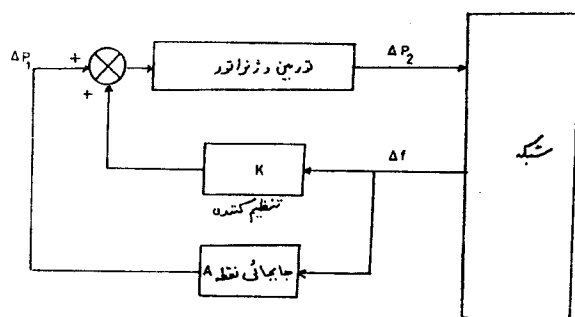 ΔP₁
+
+
توربین و ژنراتور
ΔP₂
شبکه
Δf
K
تنظیم کننده
جابجائی نقطه A